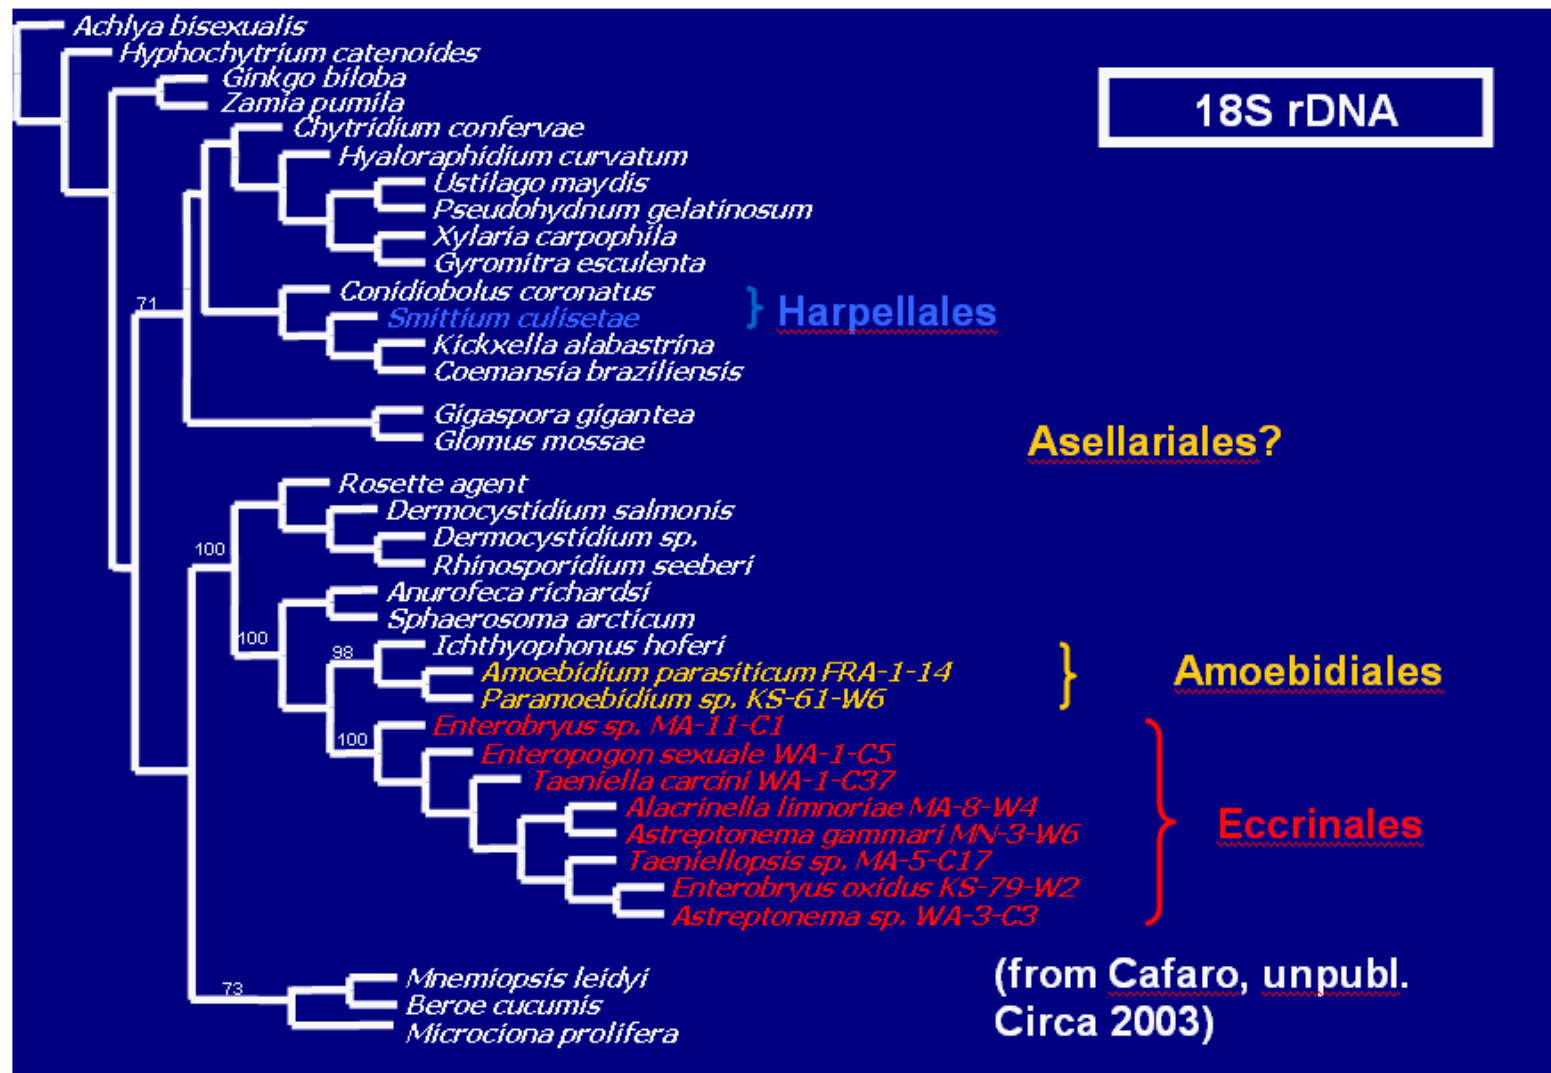 Achlya bisexualis
Hyphochytrium catenoides
Ginkgo biloba
Zamia pumila
18S rDNA
Chytridium confervae
Hyaloraphidium curvatum
Ustilago maydis
Pseudohydnum gelatinosum
Xylaria carpophila
Gyromitra esculenta
Conidiobolus coronatus
71
Smittium culisetae
} Harpellales
Kickxella alabastrina
Coemansia braziliensis
Gigaspora gigantea
Glomus mossae
Asellariales?
Rosette agent
Dermocystidium salmonis
Dermocystidium sp.
100
Rhinosporidium seeberi
Anurofeca richardsi
Sphaerosoma arcticum
100
Ichthyophonus hoferi
98
Amoebidium parasiticum FRA-1-14
Paramoebidium sp. KS-61-W6
} Amoebidiales
Enterobryus sp. MA-11-C1
100
Enteropogon sexuale WA-1-C5
Taeniella carcini WA-1-C37
Alacrinella limnoriae MA-8-W4
Astreptonema gammari MN-3-W6
} Eccrinales
Taeniellopsis sp. MA-5-C17
Enterobryus oxidus KS-79-W2
Astreptonema sp. WA-3-C3
Mnemiopsis leidyi
73
Beroe cucumis
Microciona prolifera
(from Cafaro, unpubl.
Circa 2003)